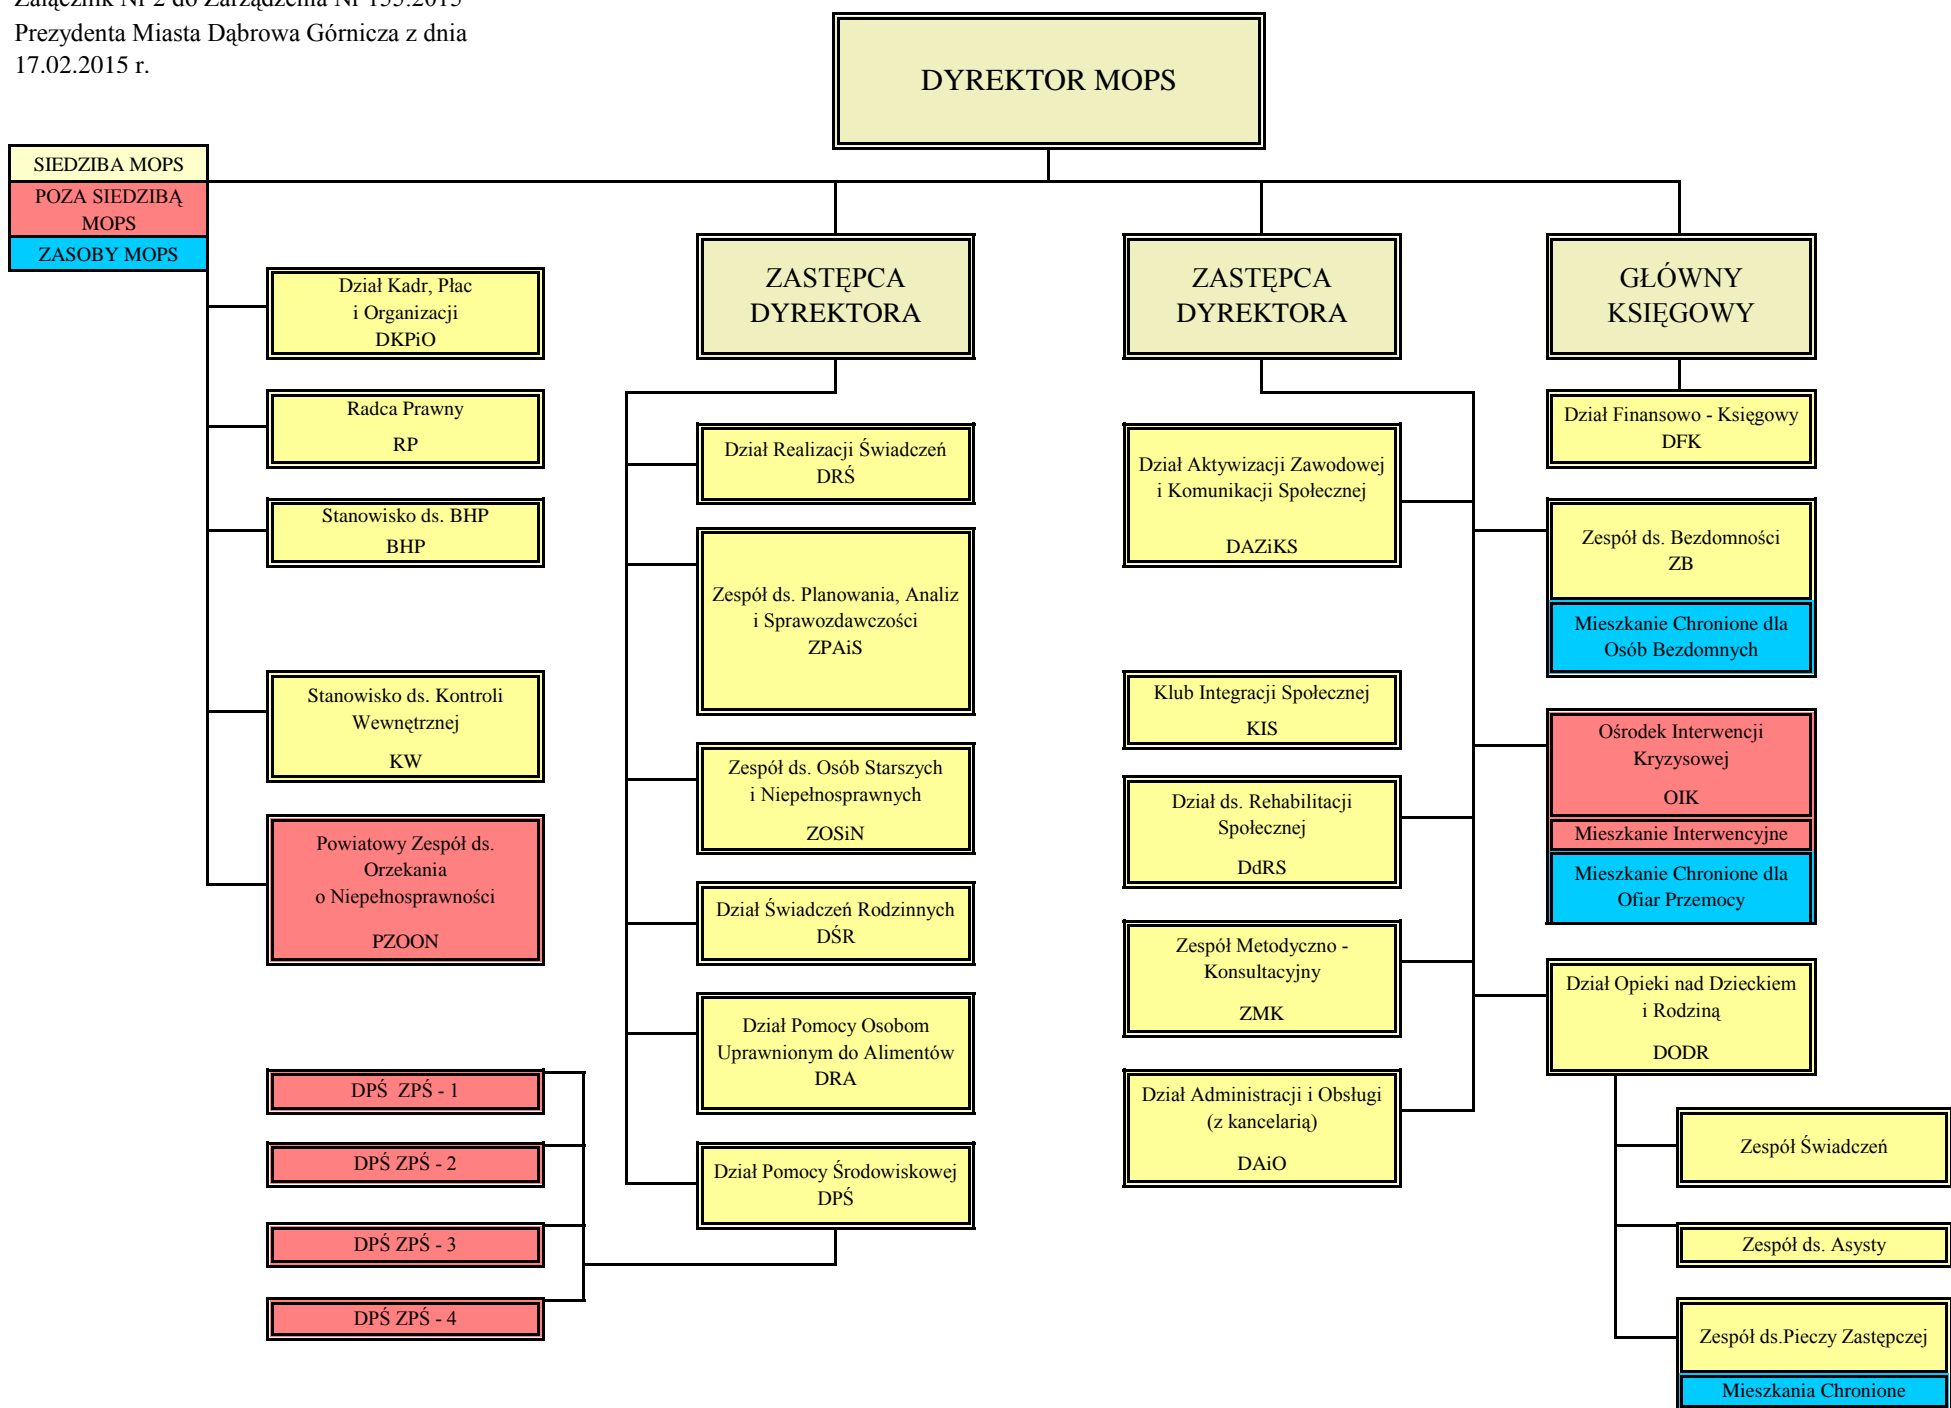 Załącznik Nr 2 do Zarządzenia Nr 155.2015
Prezydenta Miasta Dąbrowa Górnicza z dnia
17.02.2015 r.
DYREKTOR MOPS
SIEDZIBA MOPS
POZA SIEDZIBĄ
MOPS
ZASOBY MOPS
Dział Kadr, Płac
i Organizacji
DKPiO
Radca Prawny
RP
Stanowisko ds. BHP
BHP
Stanowisko ds. Kontroli
Wewnętrznej
KW
Powiatowy Zespół ds.
Orzekania
o Niepełnosprawności
PZOON
DPŚ ZPŚ - 1
DPŚ ZPŚ - 2
DPŚ ZPŚ - 3
DPŚ ZPŚ - 4
ZASTĘPCA
DYREKTORA
Dział Realizacji Świadczeń
DRŚ
Zespół ds. Planowania, Analiz
i Sprawozdawczości
ZPAiS
Zespół ds. Osób Starszych
i Niepełnosprawnych
ZOSiN
Dział Świadczeń Rodzinnych
DŚR
Dział Pomocy Osobom
Uprawnionym do Alimentów
DRA
Dział Pomocy Środowiskowej
DPŚ
ZASTĘPCA
DYREKTORA
Dział Aktywizacji Zawodowej
i Komunikacji Społecznej
DAZiKS
Klub Integracji Społecznej
KIS
Dział ds. Rehabilitacji
Społecznej
DdRS
Zespół Metodyczno -
Konsultacyjny
ZMK
Dział Administracji i Obsługi
(z kancelarią)
DAiO
GŁÓWNY
KSIĘGOWY
Dział Finansowo - Księgowy
DFK
Zespół ds. Bezdomności
ZB
Mieszkanie Chronione dla
Osób Bezdomnych
Ośrodek Interwencji
Kryzysowej
OIK
Mieszkanie Interwencyjne
Mieszkanie Chronione dla
Ofiar Przemocy
Dział Opieki nad Dzieckiem
i Rodziną
DODR
Zespół Świadczeń
Zespół ds. Asysty
Zespół ds.Pieczy Zastępczej
Mieszkania Chronione